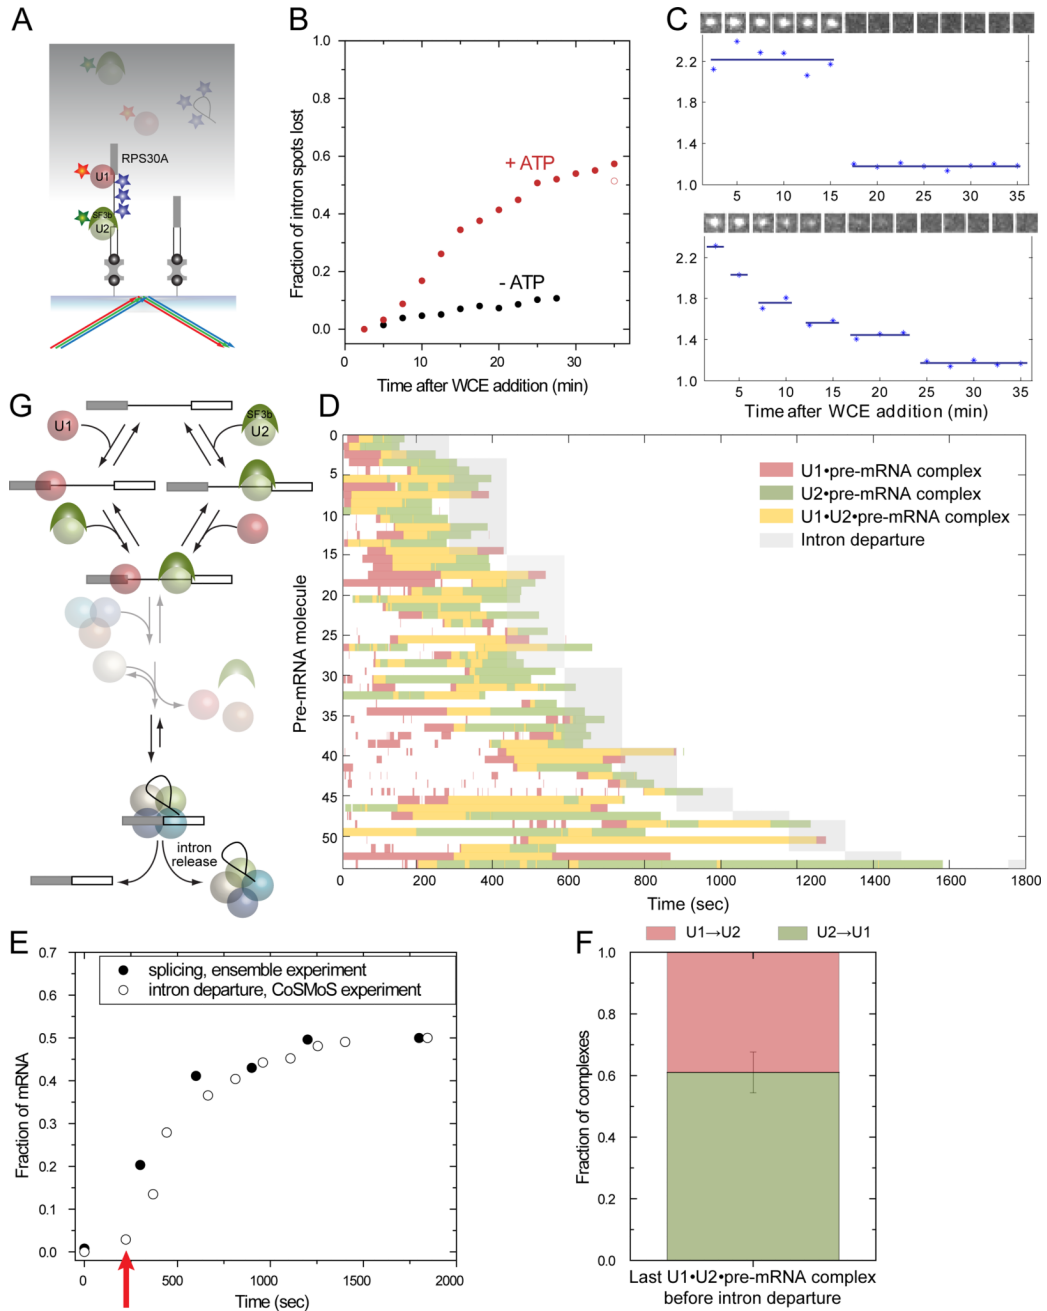 A
RPS30A
U1
SF3b
U2
B
Fraction of intron spots lost
1.0
0.8
0.6
0.4
0.2
0.0
+ ATP
- ATP
0
10
20
30
Time after WCE addition (min)
C
2.2
1.8
1.4
1.0
5
10
15
20
25
30
35
2.2
1.8
1.4
1.0
5
10
15
20
25
30
35
Time after WCE addition (min)
G
U1
SF3b
U2
intron
release
D
Pre-mRNA molecule
0
5
10
15
20
25
30
35
40
45
50
U1•pre-mRNA complex
U2•pre-mRNA complex
U1•U2•pre-mRNA complex
Intron departure
0
200
400
600
800
1000
1200
1400
1600
1800
Time (sec)
E
Fraction of mRNA
0.7
0.6
0.5
0.4
0.3
0.2
0.1
0.0
splicing, ensemble experiment
intron departure, CoSMoS experiment
0
500
1000
1500
2000
Time (sec)
F
U1→U2
U2→U1
Fraction of complexes
1.0
0.8
0.6
0.4
0.2
0.0
Last U1•U2•pre-mRNA complex
before intron departure